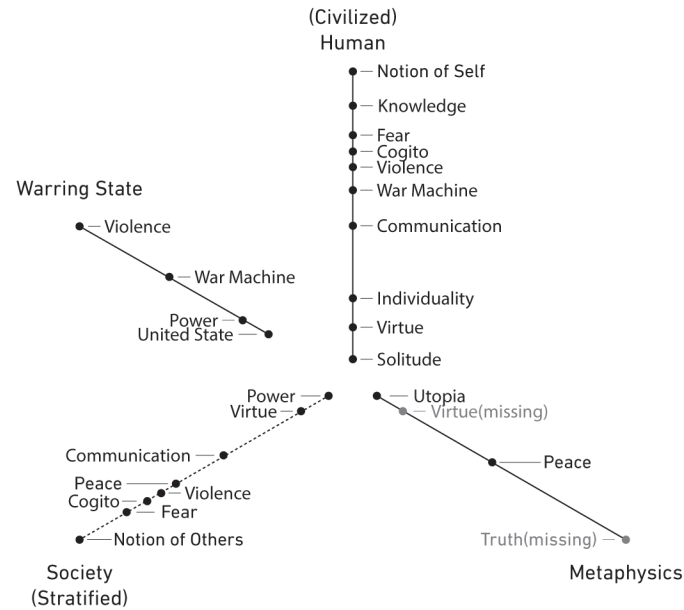 (Civilized)
Human
Notion of Self
Knowledge
Fear
Cogito
Violence
War Machine
Communication
Individuality
Virtue
Solitude
Warring State
Violence
War Machine
Power
United State
Power
Virtue
Communication
Peace
Violence
Cogito
Fear
Notion of Others
Society
(Stratified)
Utopia
Virtue(missing)
Peace
Truth(missing)
Metaphysics